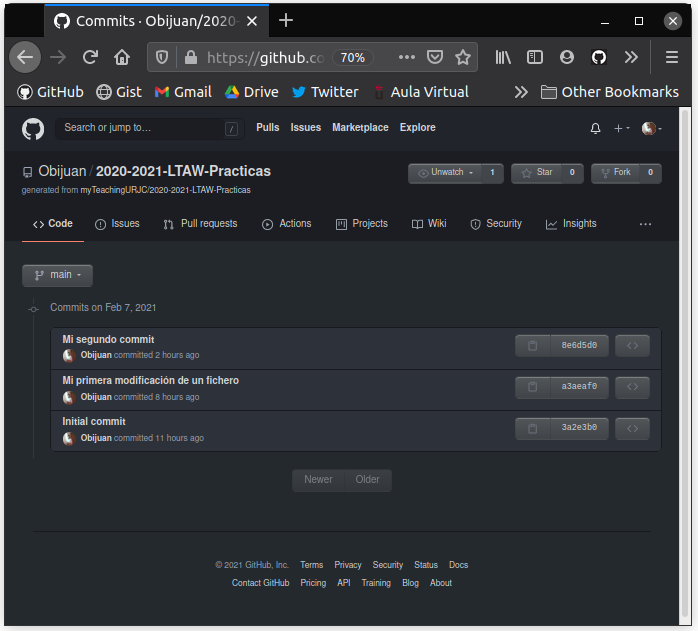 Commits · Obijuan/2020-
https://github.co 70%
GitHub Gist Gmail Drive Twitter Aula Virtual Other Bookmarks
Search or jump to… / Pulls Issues Marketplace Explore
Obijuan / 2020-2021-LTAW-Practicas Unwatch 1 Star 0 Fork 0
generated from myTeachingURJC/2020-2021-LTAW-Practicas
Code Issues Pull requests Actions Projects Wiki Security Insights
main
Commits on Feb 7, 2021
Mi segundo commit
Obijuan committed 2 hours ago 8e6d5d0
Mi primera modificación de un fichero
Obijuan committed 8 hours ago a3aeaf0
Initial commit
Obijuan committed 11 hours ago 3a2e3b0
Newer Older
© 2021 GitHub, Inc. Terms Privacy Security Status Docs
Contact GitHub Pricing API Training Blog About